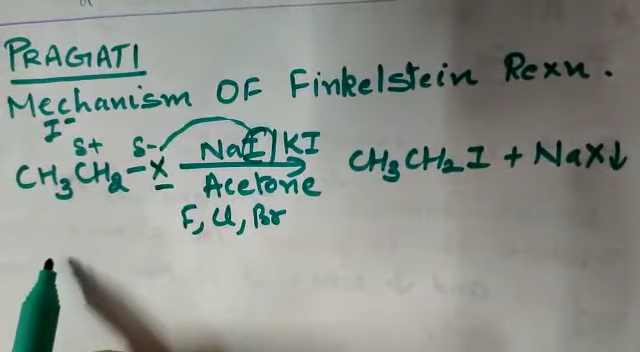 PRAGATI
Mechanism OF Finkelstein Rexn.
I⁻
δ+ δ-
CH₃CH₂-X NaI/KI CH₃CH₂I + NaX↓
Acetone
F, Cl, Br